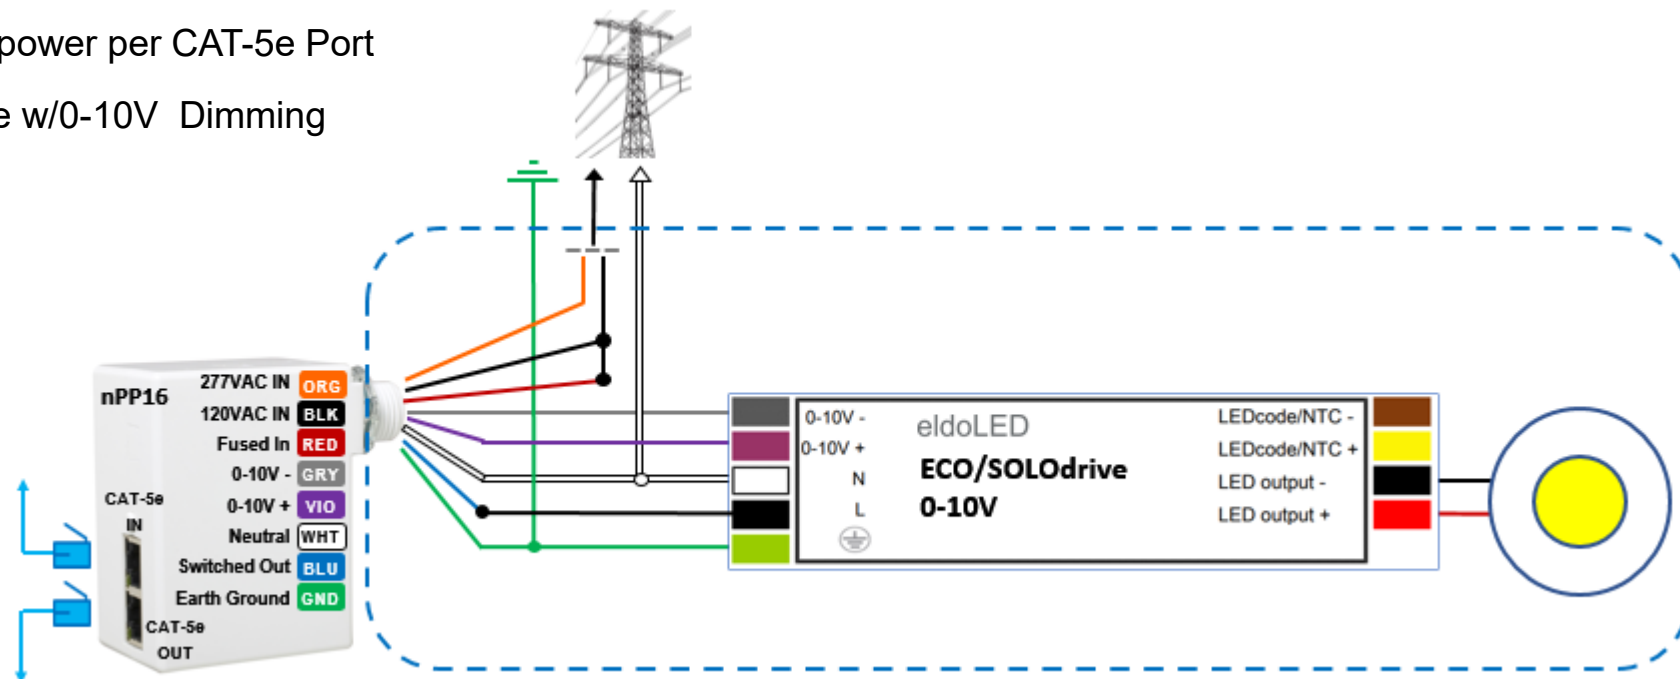 power per CAT-5e Port
e w/0-10V Dimming
nPP16
277VAC IN ORG
120VAC IN BLK
Fused In RED
0-10V - GRY
0-10V + VIO
Neutral WHT
Switched Out BLU
Earth Ground GND
CAT-5e
IN
CAT-5e
OUT
0-10V -
0-10V +
N
L
eldoLED
ECO/SOLOdrive
0-10V
LEDcode/NTC -
LEDcode/NTC +
LED output -
LED output +